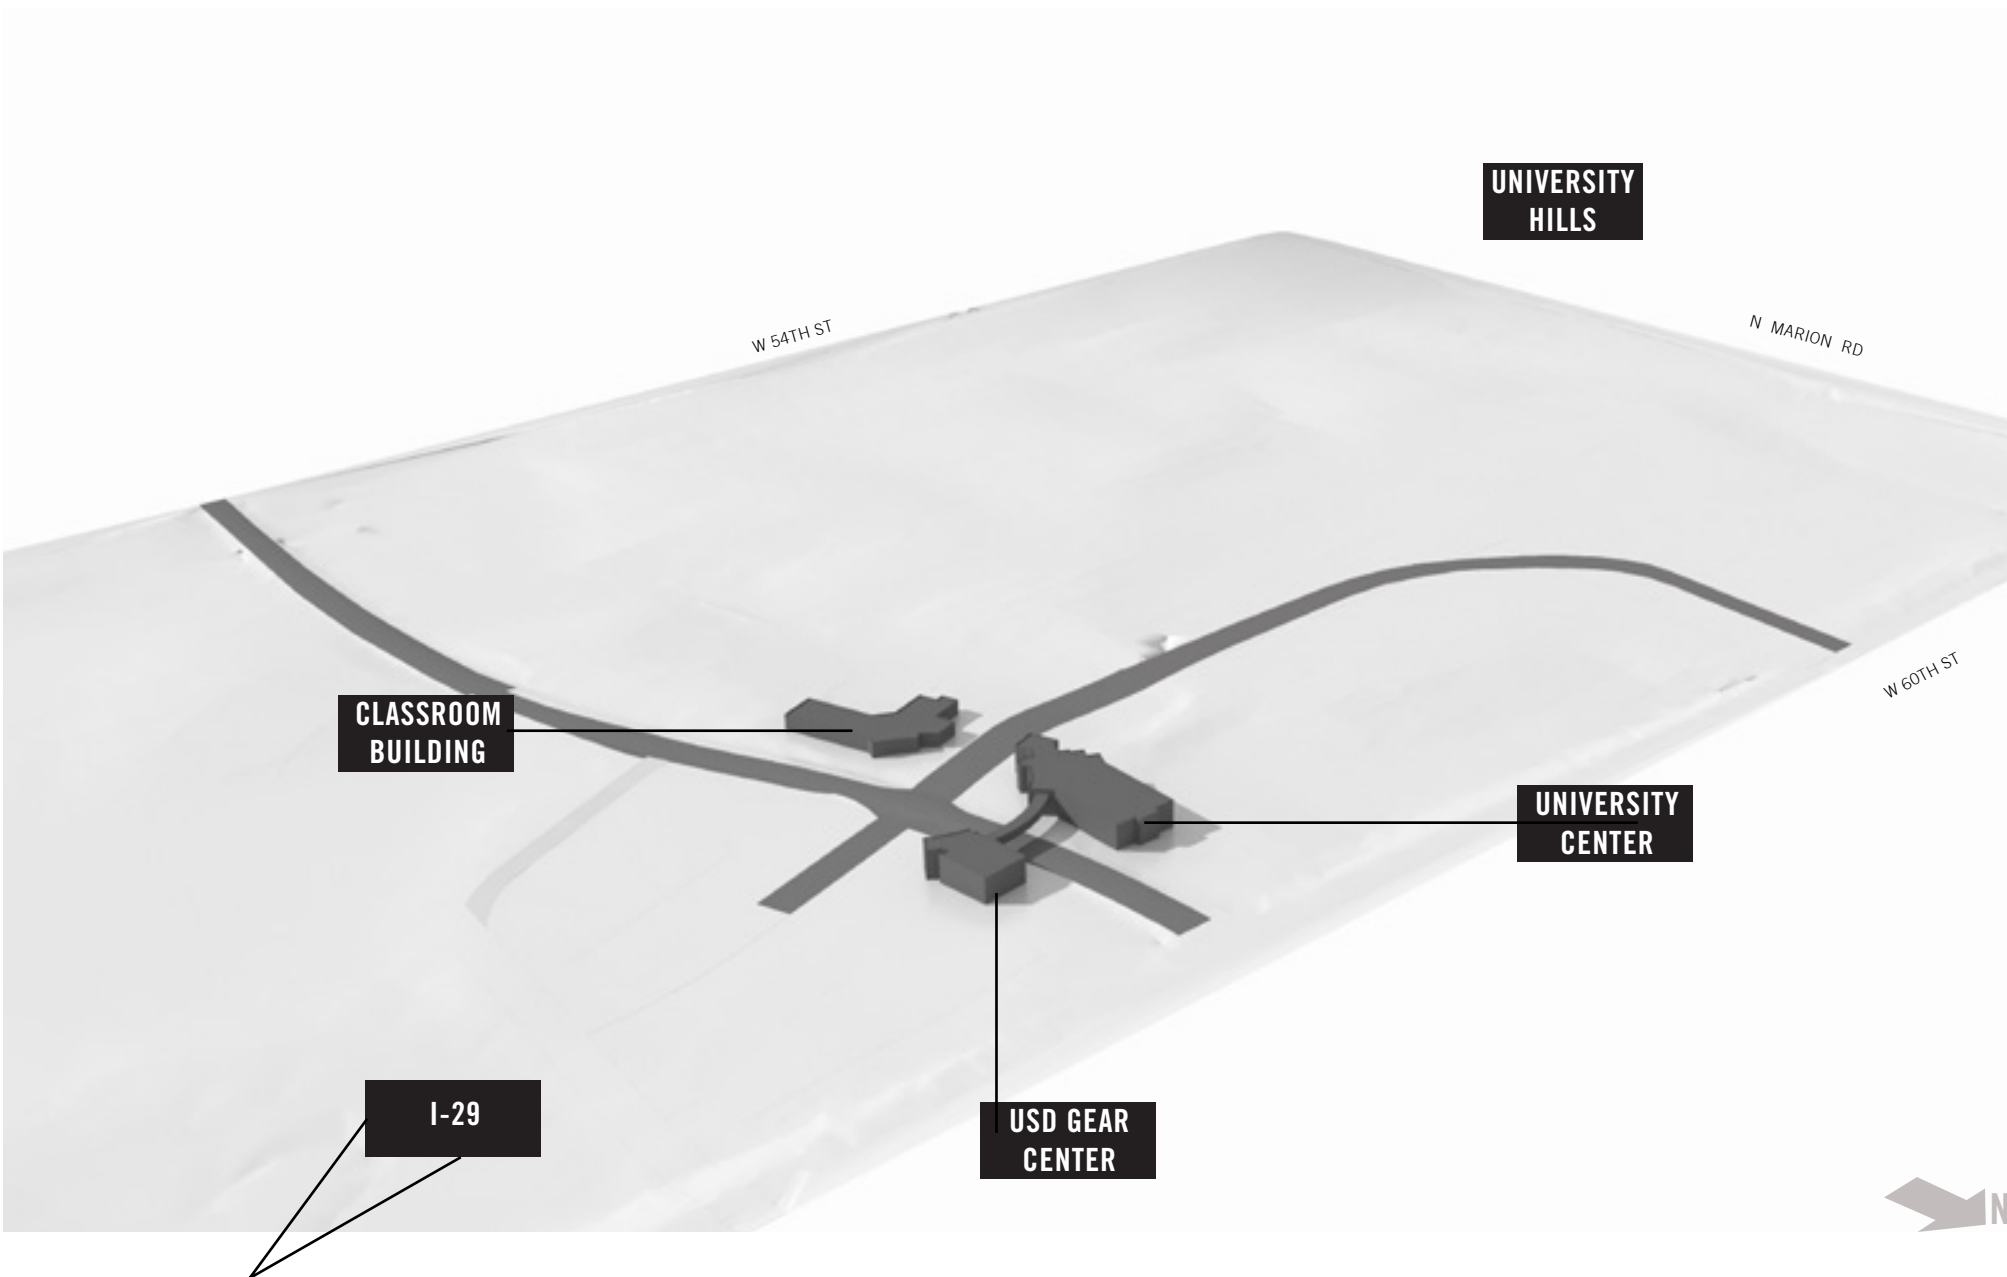 UNIVERSITY
HILLS
W 54TH ST
N MARION RD
W 60TH ST
CLASSROOM
BUILDING
UNIVERSITY
CENTER
I-29
USD GEAR
CENTER
N